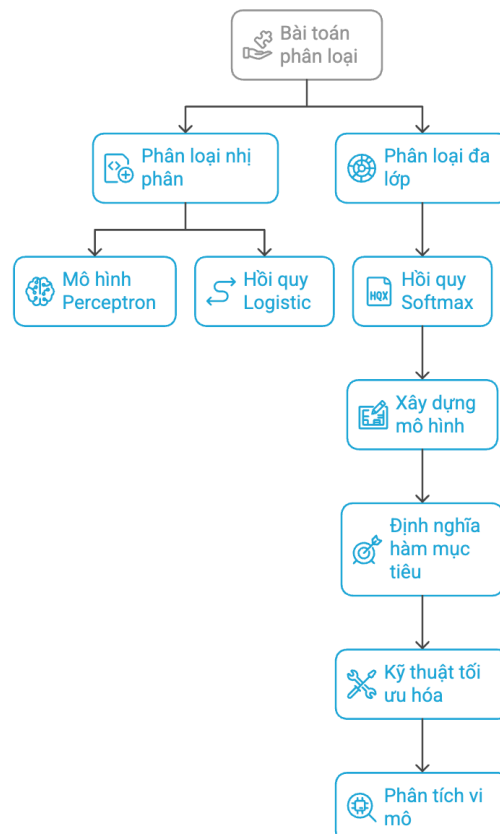 Bài toán
phân loại
Phân loại nhị
phân
Phân loại đa
lớp
Mô hình
Perceptron
Hồi quy
Logistic
HQX
Hồi quy
Softmax
Xây dựng
mô hình
Định nghĩa
hàm mục
tiêu
Kỹ thuật tối
ưu hóa
Phân tích vi
mô